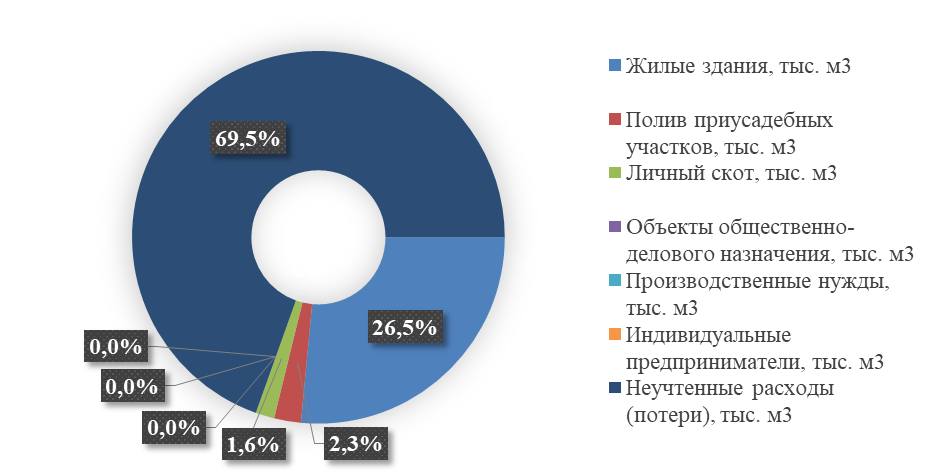 69,5%
26,5%
0,0%
0,0%
0,0%
1,6%
2,3%
Жилые здания, тыс. м3
Полив приусадебных
участков, тыс. м3
Личный скот, тыс. м3
Объекты общественно-
делового назначения, тыс. м3
Производственные нужды,
тыс. м3
Индивидуальные
предприниматели, тыс. м3
Неучтенные расходы
(потери), тыс. м3